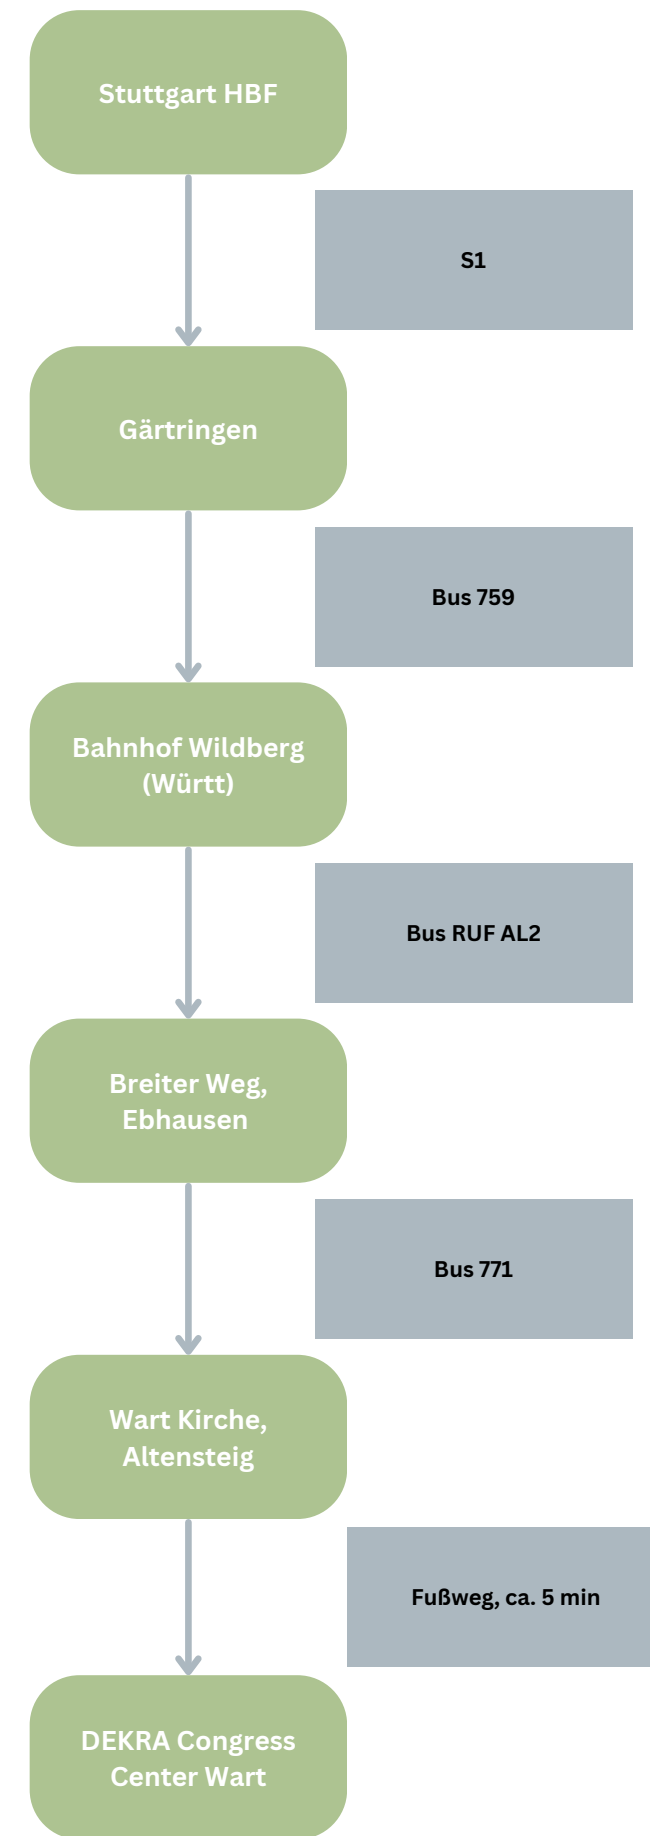 Stuttgart HBF
S1
Gärtringen
Bus 759
Bahnhof Wildberg
(Württ)
Bus RUF AL2
Breiter Weg,
Ebhausen
Bus 771
Wart Kirche,
Altensteig
Fußweg, ca. 5 min
DEKRA Congress
Center Wart